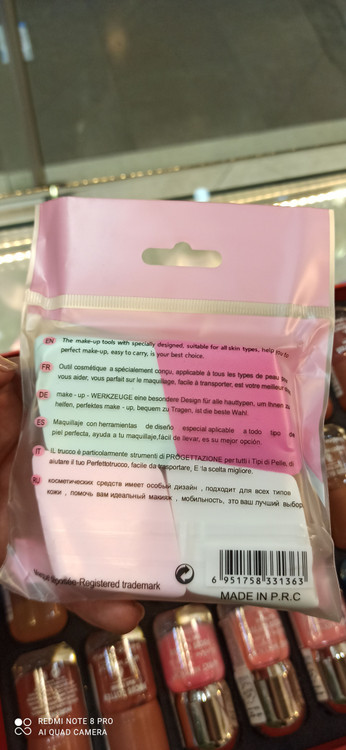 EN The make-up tools with specially designed, suitable for all skin types, help you to
perfect make-up, easy to carry, is your best choice.
FR Outil cosmétique a spécialement conçu, applicable à tous les types de peau
vous aider, vous parfait sur le maquillage, facile à transporter, est votre meilleur
DE make - up - WERKZEUGE eine besondere Design für alle hauttypen, um Ihnen zu
helfen, perfektes make - up, bequem zu Tragen, ist die beste Wahl.
ES Maquillaje con herramientas de diseño especial aplicable a todo tipo de
piel perfecta, ayuda a tu maquillaje,fácil de llevar, es su mejor opción.
IT IL trucco è particolarmente strumenti di PROGETTAZIONE per tutti i Tipi di Pelle, di
aiutare il tuo Perfettotrucco, facile da trasportare, E' la scelta migliore.
RU косметических средств имеет особый дизайн , подходит для всех типов
кожи , помочь вам идеальный макияж , мобильность, это ваш лучший выбор
éposée-Registered trademark
6 951758 331363
MADE IN P.R.C
REDMI NOTE 8 PRO
AI QUAD CAMERA